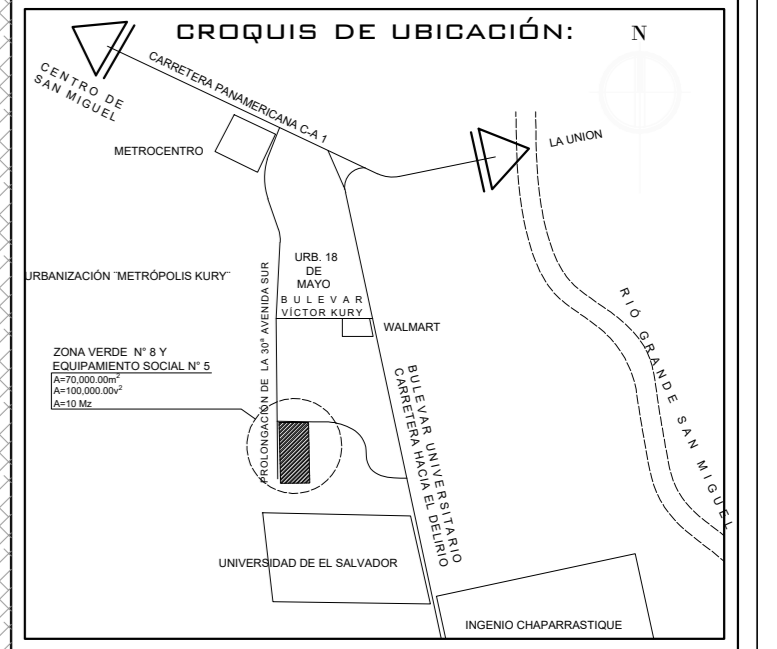 CROQUIS DE UBICACIÓN:
N
CENTRO DE
SAN MIGUEL
CARRETERA PANAMERICANA C-A 1
METROCENTRO
LA UNION
URBANIZACIÓN ¨METRÓPOLIS KURY¨
URB. 18
DE
MAYO
BULEVAR
VÍCTOR KURY
WALMART
PROLONGACIÓN DE LA 30ª AVENIDA SUR
RIÓ GRANDE SAN MIGUEL
ZONA VERDE N° 8 Y
EQUIPAMIENTO SOCIAL N° 5
A=70,000.00m²
A=100,000.00v²
A=10 Mz
BULEVAR UNIVERSITARIO
CARRETERA HACIA EL DELIRIO
UNIVERSIDAD DE EL SALVADOR
INGENIO CHAPARRASTIQUE